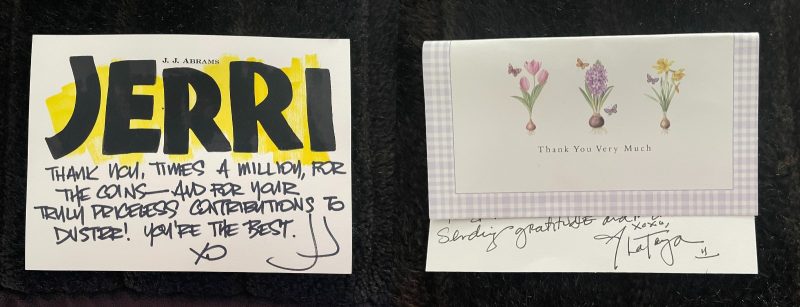 J. J. ABRAMS
JERRI
THANK YOU, TIMES A MILLION, FOR
THE COINS—AND FOR YOUR
TRULY PRICELESS CONTRIBUTIONS TO
DUSTER! YOU'RE THE BEST.
XO JJ
Thank You Very Much
Sending gratitude
xoxo,
LaTanya